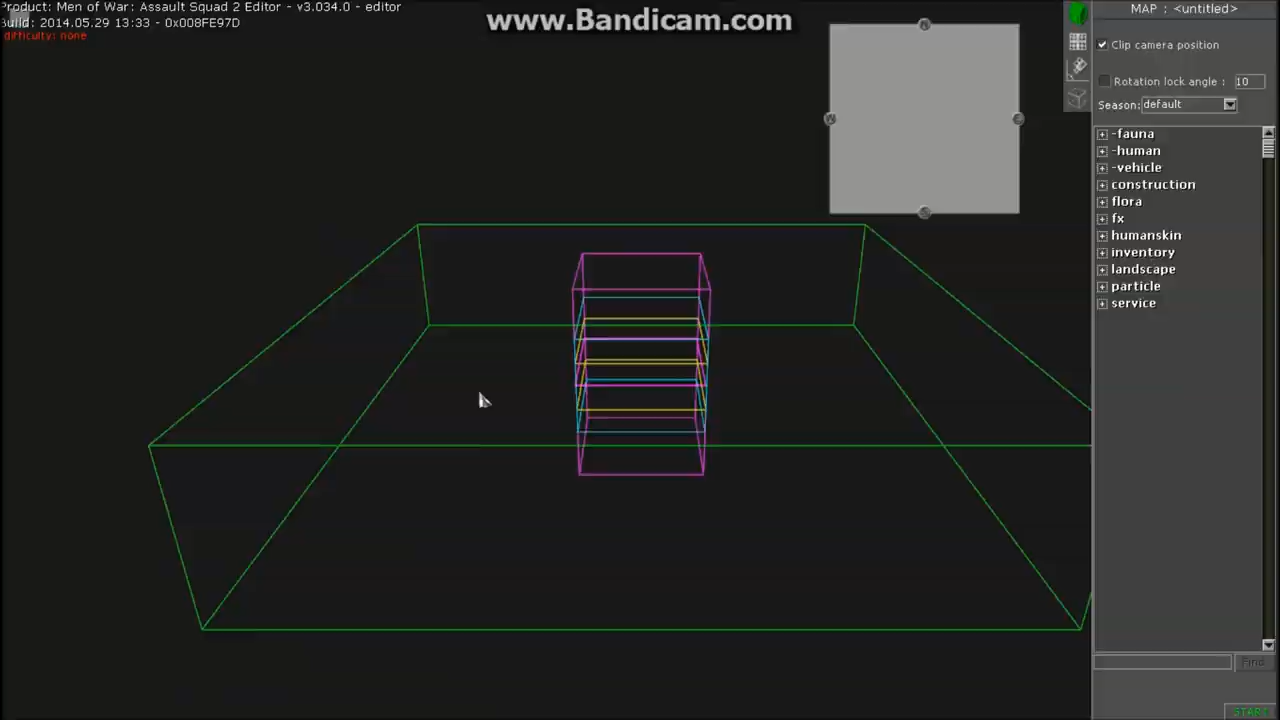 roduct: Men of War: Assault Squad 2 Editor - v3.034.0 - editor
uild: 2014.05.29 13:33 - 0x008FE97D
difficulty: none
www.Bandicam.com
MAP : <untitled>
Clip camera position
Rotation lock angle : 10
Season: default
-fauna
-human
-vehicle
construction
flora
fx
humanskin
inventory
landscape
particle
service
Find
START